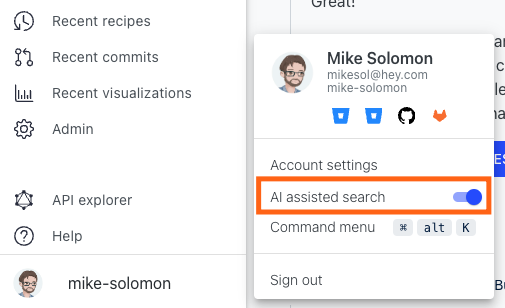 Recent recipes
Recent commits
Recent visualizations
Admin
API explorer
Help
mike-solomon
Great!
Mike Solomon
mikesol@hey.com
mike-solomon
Account settings
AI assisted search
Command menu ⌘ alt K
Sign out